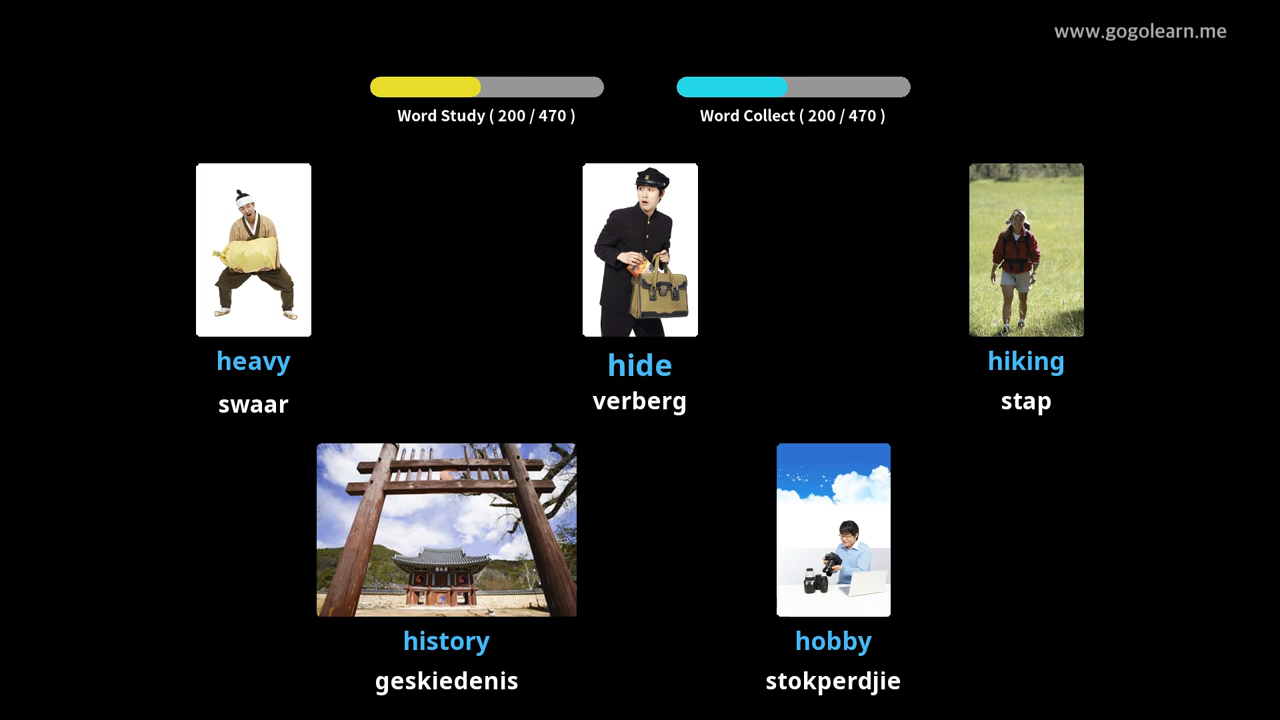 www.gogolearn.me
Word Study ( 200 / 470 )
Word Collect ( 200 / 470 )
heavy
swaar
hide
verberg
hiking
stap
history
geskiedenis
hobby
stokperdjie